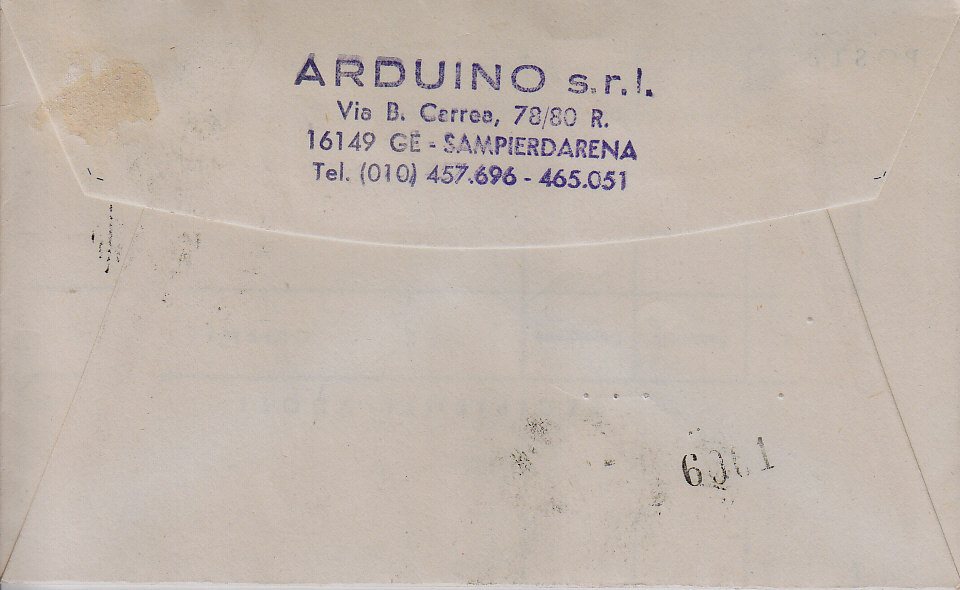 ARDUINO s.r.l.
Via B. Carrea, 78/80 R.
16149 GE - SAMPIERDARENA
Tel. (010) 457.696 - 465.051